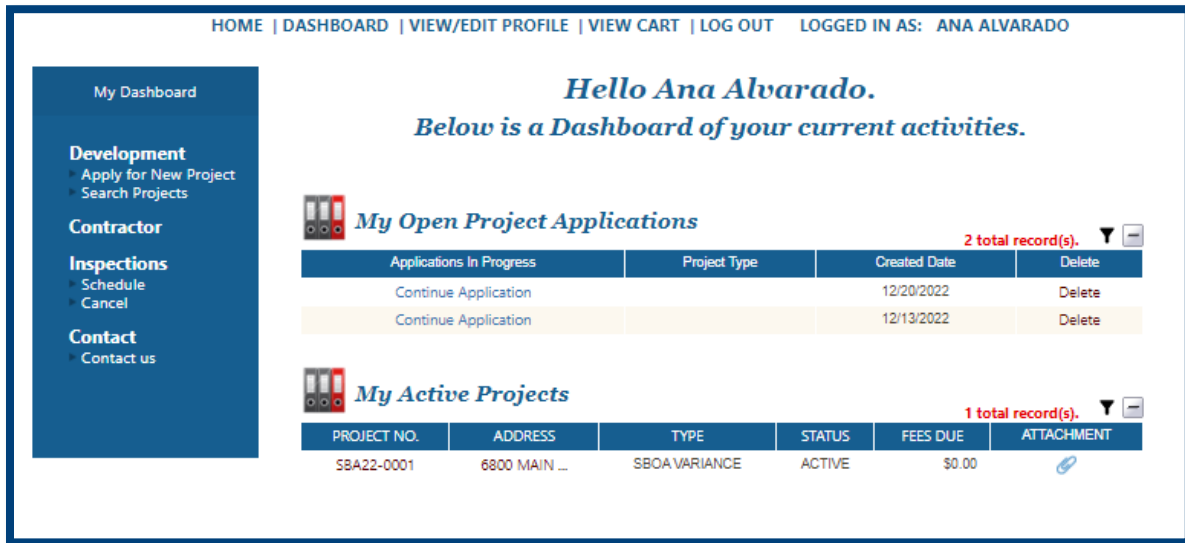 HOME | DASHBOARD | VIEW/EDIT PROFILE | VIEW CART | LOG OUT LOGGED IN AS: ANA ALVARADO
My Dashboard
Development
Apply for New Project
Search Projects
Contractor
Inspections
Schedule
Cancel
Contact
Contact us
Hello Ana Alvarado.
Below is a Dashboard of your current activities.
My Open Project Applications
2 total record(s).
Applications In Progress Project Type Created Date Delete
Continue Application 12/20/2022 Delete
Continue Application 12/13/2022 Delete
My Active Projects
1 total record(s).
PROJECT NO. ADDRESS TYPE STATUS FEES DUE ATTACHMENT
SBA22-0001 6800 MAIN ... SBOA VARIANCE ACTIVE $0.00